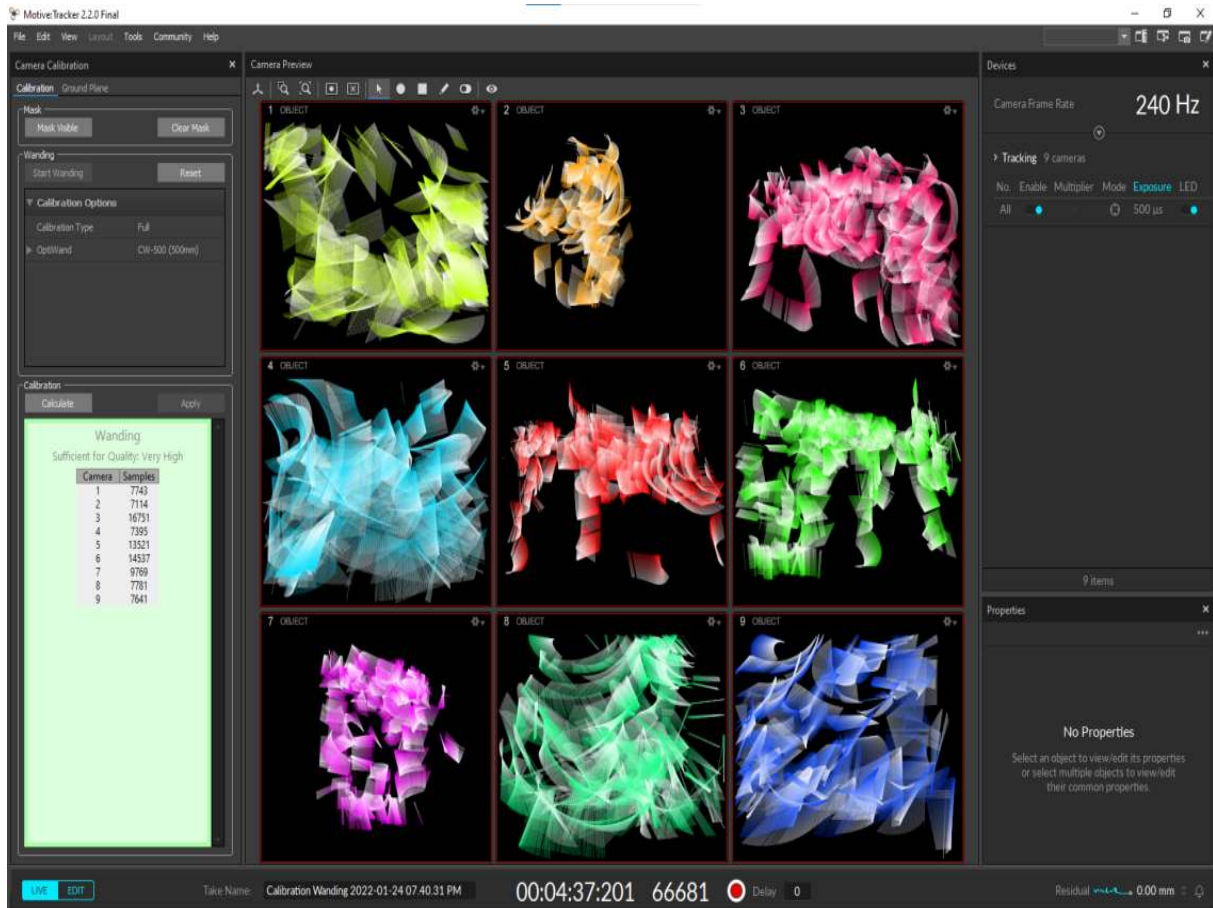 Motive:Tracker 2.2.0 Final
File Edit View Layout Tools Community Help
Camera Calibration
Calibration Ground Plane
Mask
Mask Visible Clear Mask
Wanding
Start Wanding Reset
Calibration Options
Calibration Type Full
OptiWand CW-500 (500mm)
Calibration
Calculate Apply
Wanding
Sufficient for Quality: Very High
Camera Samples
1 7743
2 7114
3 16751
4 7395
5 13521
6 14537
7 9769
8 7781
9 7641
Camera Preview
1 OBJECT
2 OBJECT
3 OBJECT
4 OBJECT
5 OBJECT
6 OBJECT
7 OBJECT
8 OBJECT
9 OBJECT
Devices
Camera Frame Rate 240 Hz
Tracking 9 cameras
No. Enable Multiplier Mode Exposure LED
All 500 µs
9 items
Properties
No Properties
Select an object to view/edit its properties
or select multiple objects to view/edit
their common properties.
LIVE EDIT Take Name: Calibration Wanding 2022-01-24 07.40.31 PM 00:04:37:201 66681 Delay 0 Residual 0.00 mm